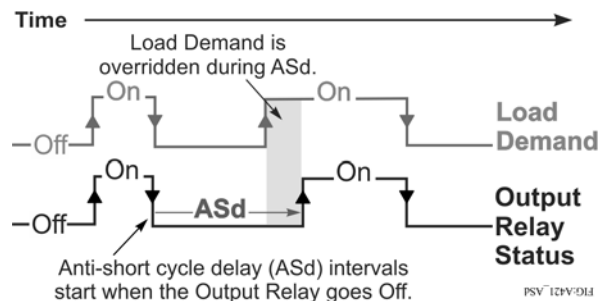 Time
Load Demand is
overridden during ASd.
On
On
Off
Load
Demand
On
On
Off
ASd
Output
Relay
Status
Anti-short cycle delay (ASd) intervals
start when the Output Relay goes Off.
FIG:A421_ASd